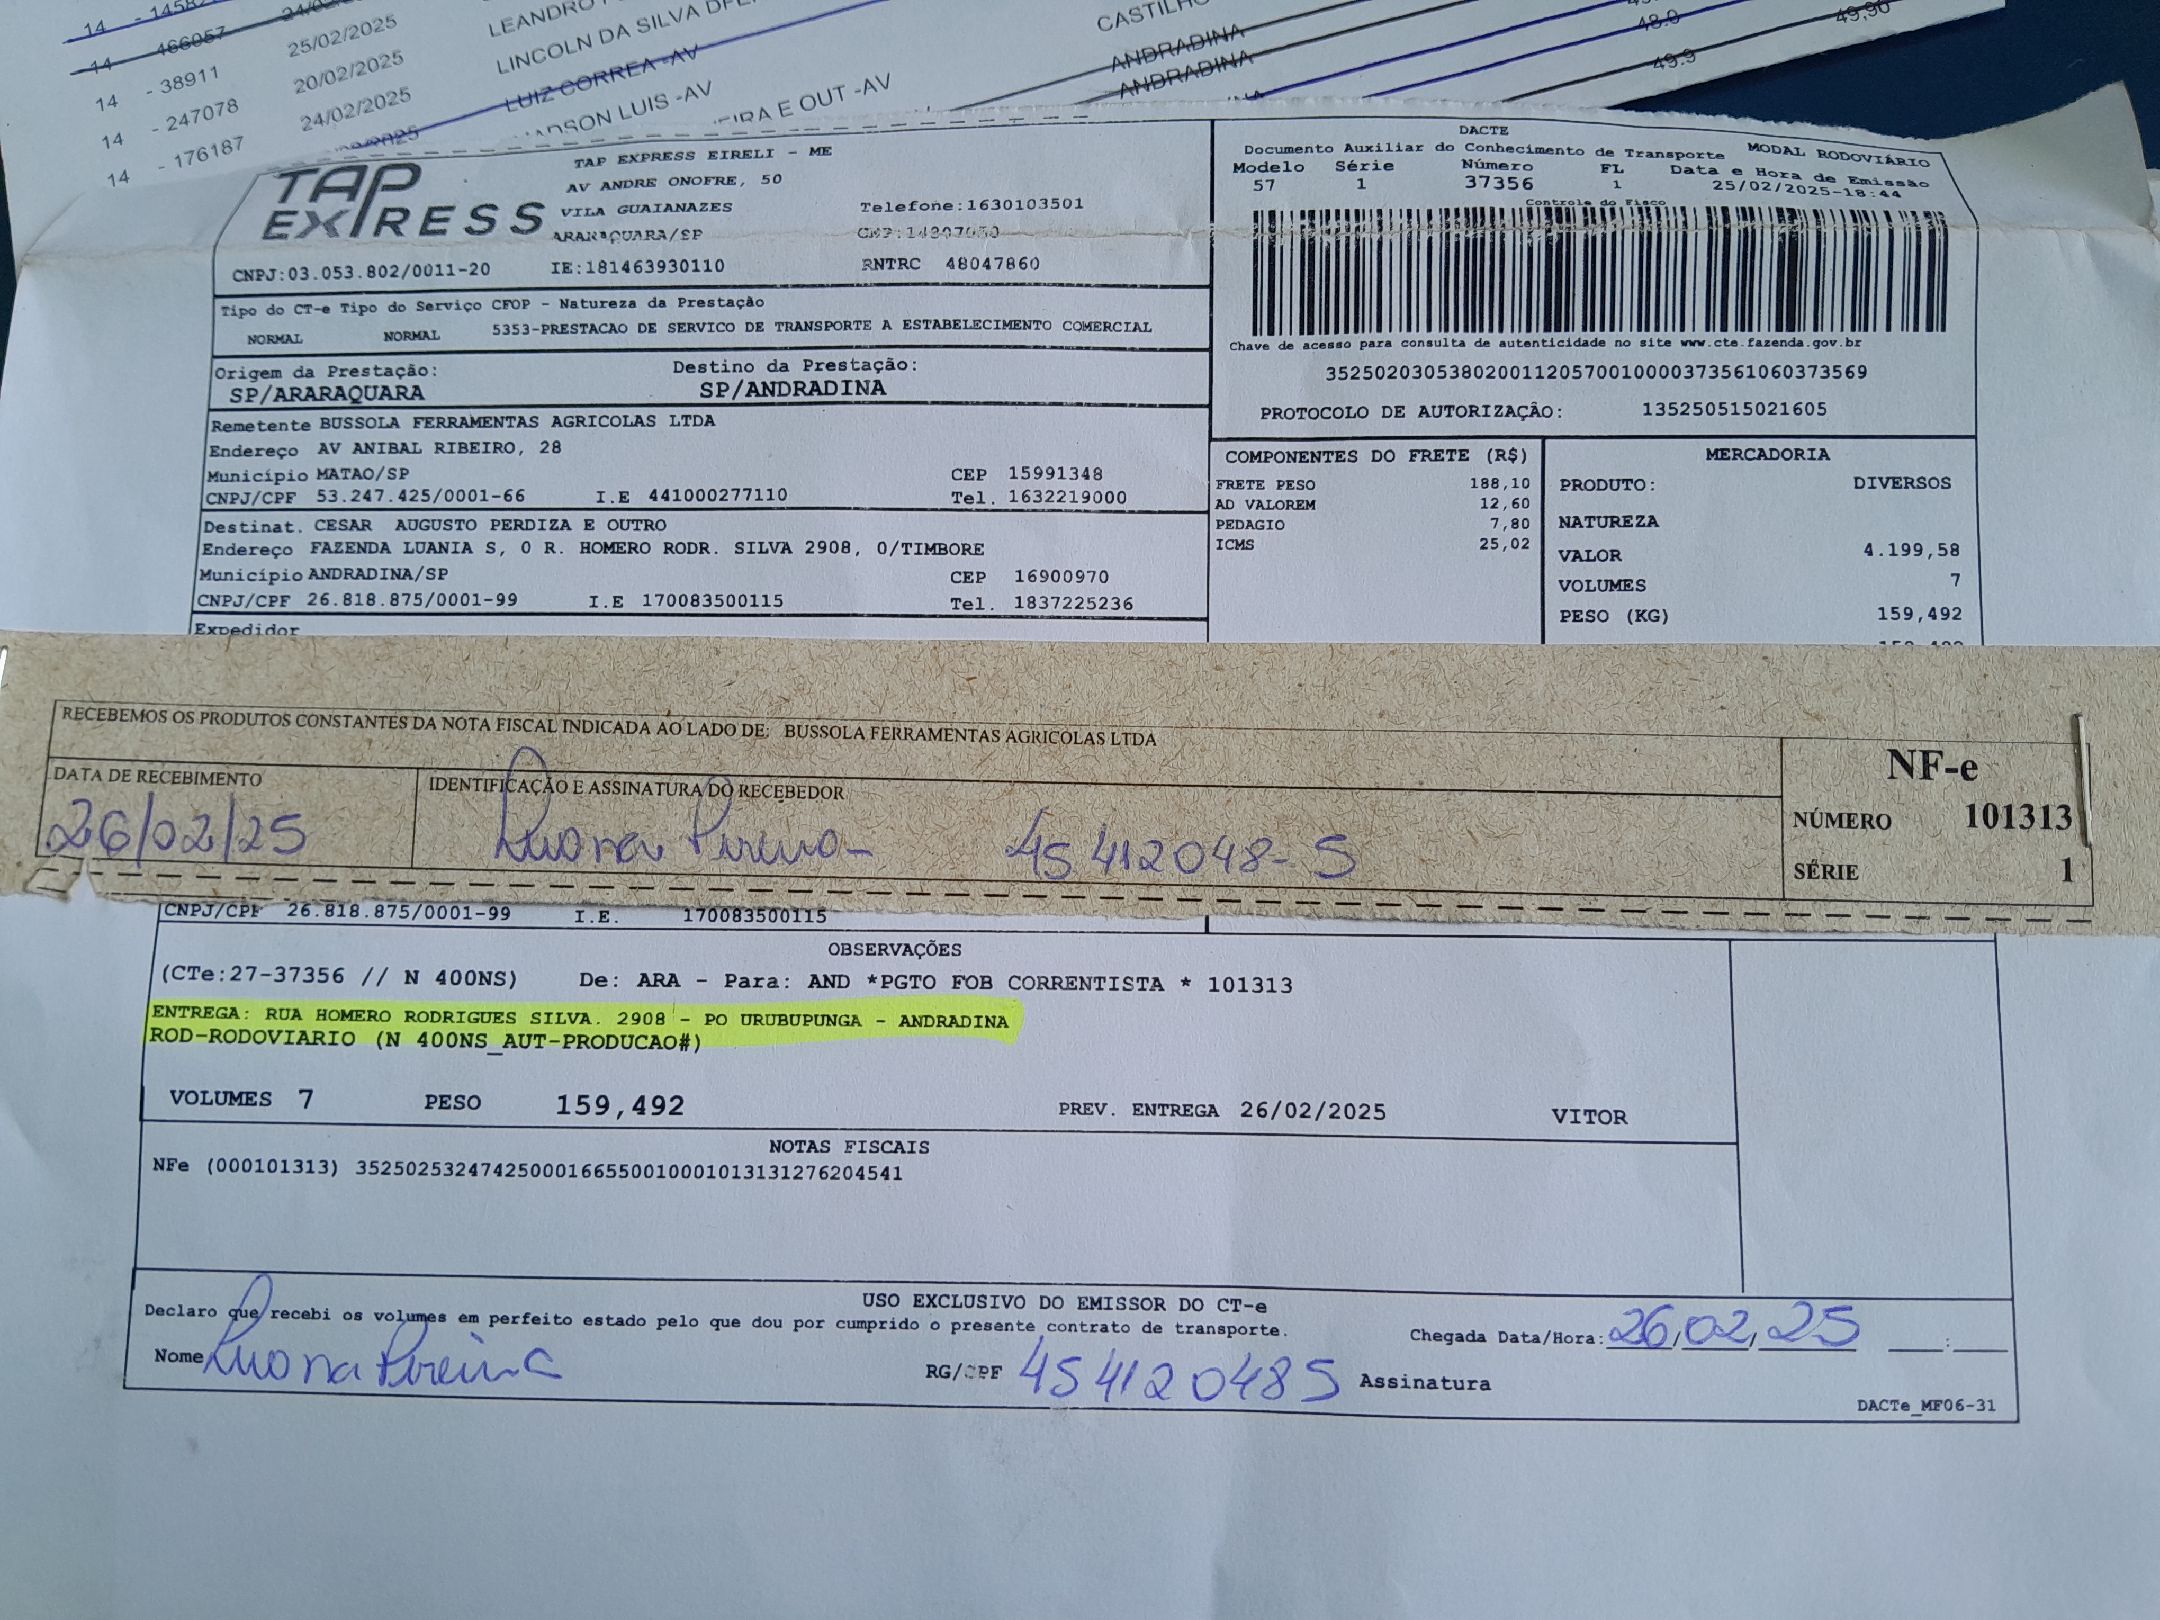 14 - 14582
14 - 466057 24/02/
14 - 38911 25/02/2025 LEANDRO
14 - 247078 20/02/2025 LINCOLN DA SILVA CASTILHO
14 - 176187 24/02/2025 LUIZ CORREA -AV ANDRADINA 48.9 49,90
LUIS -AV ANDRADINA 49.9
EIRA E OUT -AV
TAP EXPRESS
TAP EXPRESS EIRELI - ME
AV ANDRE ONOFRE, 50
VILA GUAIANAZES Telefone:1630103501
ARARAQUARA/SP
CNPJ:03.053.802/0011-20 IE:181463930110 RNTRC 48047860
DACTE
Documento Auxiliar do Conhecimento de Transporte MODAL RODOVIÁRIO
Modelo Série Número FL Data e Hora de Emissão
57 1 37356 1 25/02/2025-18:44
Controle do Fisco
Chave de acesso para consulta de autenticidade no site www.cte.fazenda.gov.br
35250203053802001120570010000373561060373569
PROTOCOLO DE AUTORIZAÇÃO: 135250515021605
Tipo do CT-e Tipo do Serviço CFOP - Natureza da Prestação
NORMAL NORMAL 5353-PRESTACAO DE SERVICO DE TRANSPORTE A ESTABELECIMENTO COMERCIAL
Origem da Prestação: Destino da Prestação:
SP/ARARAQUARA SP/ANDRADINA
Remetente BUSSOLA FERRAMENTAS AGRICOLAS LTDA
Endereço AV ANIBAL RIBEIRO, 28
Município MATAO/SP CEP 15991348
CNPJ/CPF 53.247.425/0001-66 I.E 441000277110 Tel. 1632219000
Destinat. CESAR AUGUSTO PERDIZA E OUTRO
Endereço FAZENDA LUANIA S, 0 R. HOMERO RODR. SILVA 2908, 0/TIMBORE
Município ANDRADINA/SP CEP 16900970
CNPJ/CPF 26.818.875/0001-99 I.E 170083500115 Tel. 1837225236
Expedidor
COMPONENTES DO FRETE (R$)
FRETE PESO 188,10
AD VALOREM 12,60
PEDAGIO 7,80
ICMS 25,02
MERCADORIA
PRODUTO: DIVERSOS
NATUREZA
VALOR 4.199,58
VOLUMES 7
PESO (KG) 159,492
RECEBEMOS OS PRODUTOS CONSTANTES DA NOTA FISCAL INDICADA AO LADO DE: BUSSOLA FERRAMENTAS AGRICOLAS LTDA
DATA DE RECEBIMENTO IDENTIFICAÇÃO E ASSINATURA DO RECEBEDOR
26/02/25 45 412048-5
NF-e
NÚMERO 101313
SÉRIE 1
CNPJ/CPF 26.818.875/0001-99 I.E. 170083500115
OBSERVAÇÕES
(CTe:27-37356 // N 400NS) De: ARA - Para: AND *PGTO FOB CORRENTISTA * 101313
ENTREGA: RUA HOMERO RODRIGUES SILVA. 2908 - PO URUBUPUNGA - ANDRADINA
ROD-RODOVIARIO (N 400NS_AUT-PRODUCAO#)
VOLUMES 7 PESO 159,492 PREV. ENTREGA 26/02/2025 VITOR
NOTAS FISCAIS
NFe (000101313) 35250253247425000166550010001013131276204541
USO EXCLUSIVO DO EMISSOR DO CT-e
Declaro que recebi os volumes em perfeito estado pelo que dou por cumprido o presente contrato de transporte. Chegada Data/Hora: 26/02/25 __:__
Nome RG/CPF 454120485 Assinatura
DACTe_MF06-31